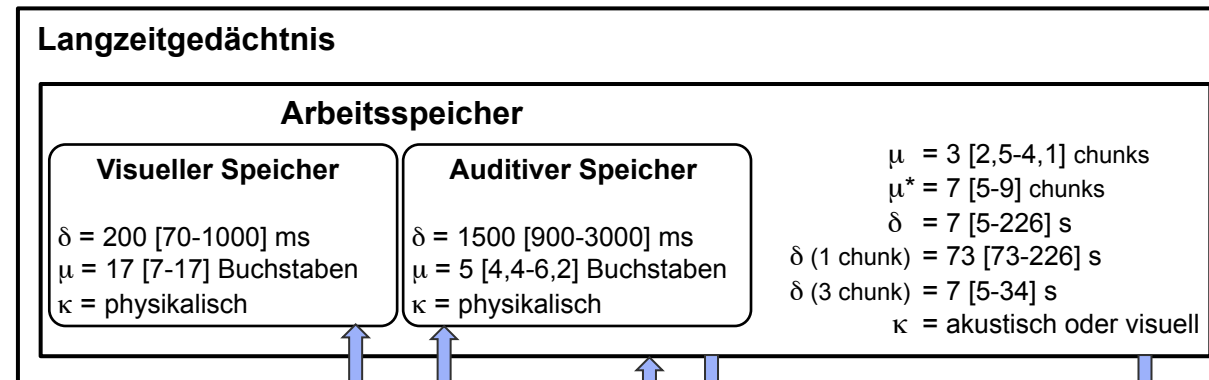 Langzeitgedächtnis
Arbeitsspeicher
Visueller Speicher
δ = 200 [70-1000] ms
μ = 17 [7-17] Buchstaben
κ = physikalisch
Auditiver Speicher
δ = 1500 [900-3000] ms
μ = 5 [4,4-6,2] Buchstaben
κ = physikalisch
μ = 3 [2,5-4,1] chunks
μ* = 7 [5-9] chunks
δ = 7 [5-226] s
δ (1 chunk) = 73 [73-226] s
δ (3 chunk) = 7 [5-34] s
κ = akustisch oder visuell